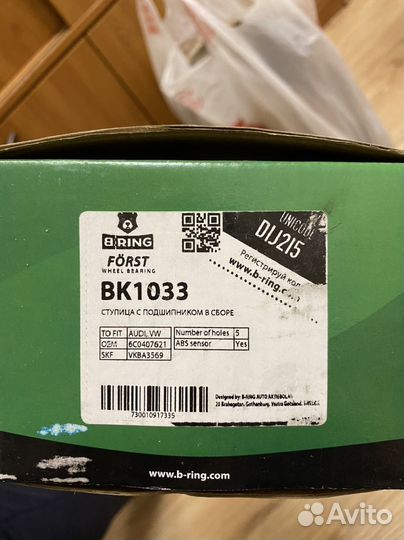 B-RING
FÖRST
WHEEL BEARING
UNICODE
DIJ215
Регистрируй код
www.b-ring.com
BK1033
СТУПИЦА С ПОДШИПНИКОМ В СБОРЕ
TO FIT AUDI, VW Number of holes 5
OEM 6C0407621 ABS sensor Yes
SKF VKBA3569
730010917335
Designed by: B-RING AUTO
www.b-ring.com
Avito